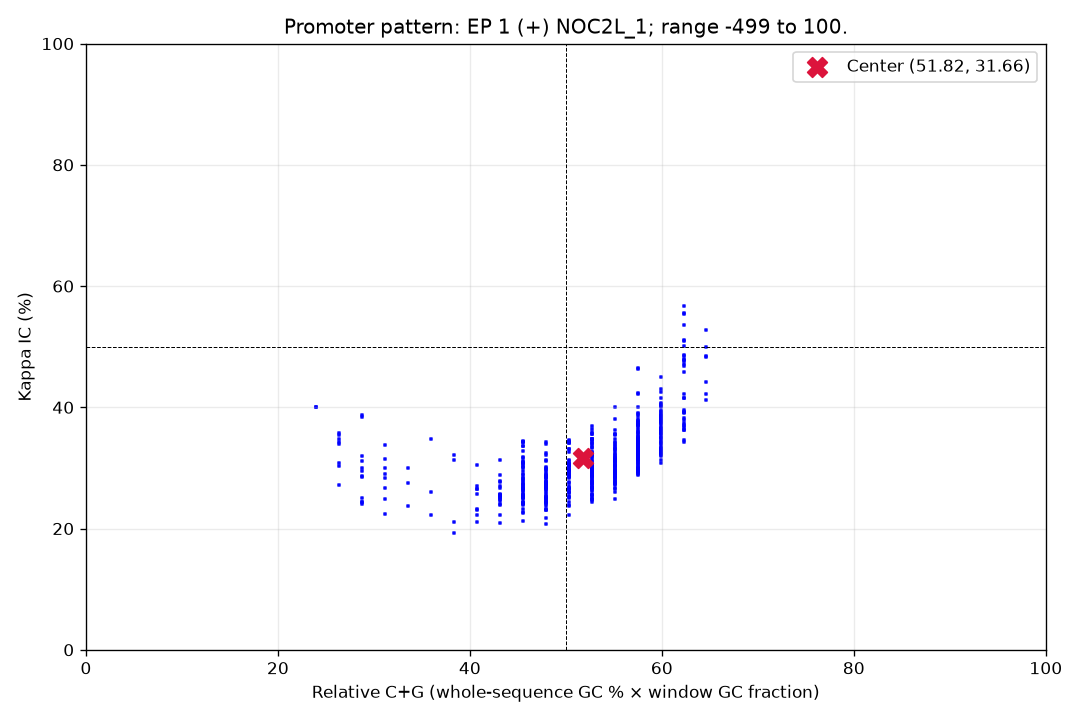 Promoter pattern: EP 1 (+) NOC2L_1; range -499 to 100.
Center (51.82, 31.66)
100
80
60
40
20
0
Kappa IC (%)
0 20 40 60 80 100
Relative C+G (whole-sequence GC % × window GC fraction)